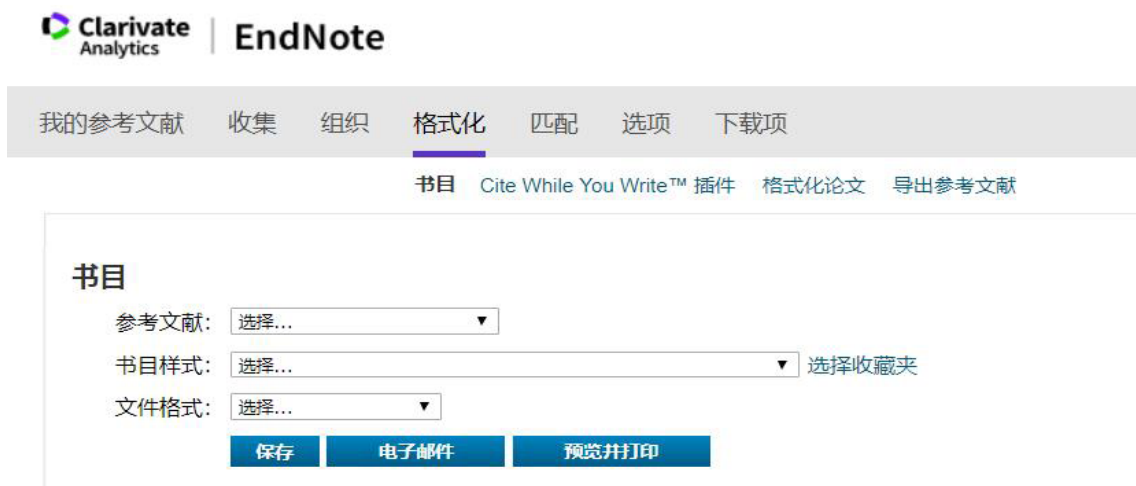 Clarivate Analytics | EndNote
我的参考文献 收集 组织 格式化 匹配 选项 下载项
书目 Cite While You Write™ 插件 格式化论文 导出参考文献
书目
参考文献： 选择...
书目样式： 选择... 选择收藏夹
文件格式： 选择...
保存 电子邮件 预览并打印